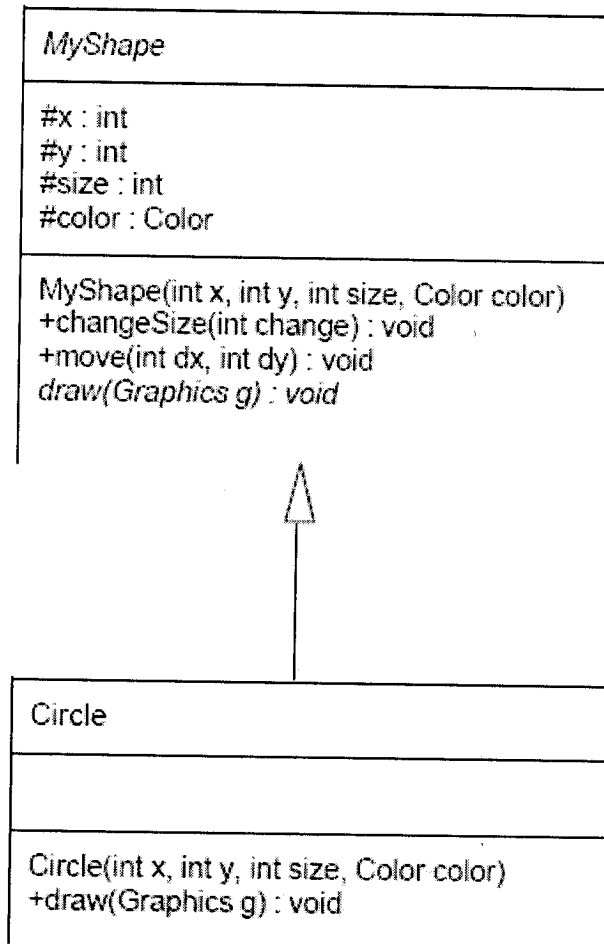 MyShape
#x : int
#y : int
#size : int
#color : Color
MyShape(int x, int y, int size, Color color)
+changeSize(int change) : void
+move(int dx, int dy) : void
draw(Graphics g) : void
Circle
Circle(int x, int y, int size, Color color)
+draw(Graphics g) : void